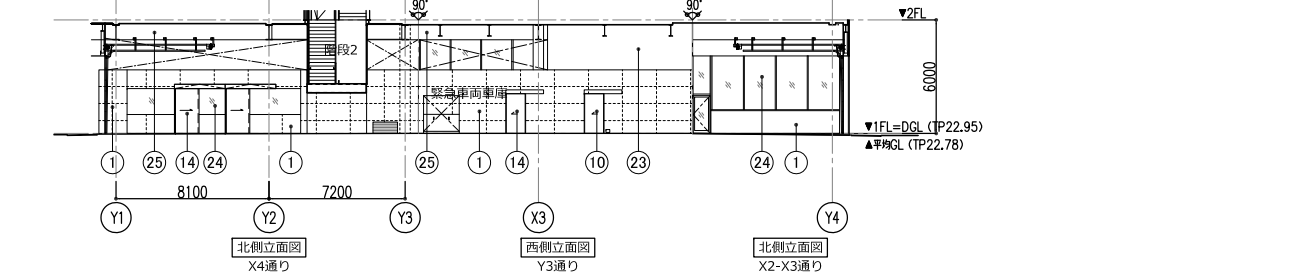 90°
90°
▼2FL
階段2
緊急車両車庫
6000
▼1FL=DGL (TP22.95)
▲平均GL (TP22.78)
1
25
14
24
1
25
1
14
10
23
24
1
8100
7200
Y1
Y2
Y3
X3
Y4
北側立面図
西側立面図
北側立面図
X4通り
Y3通り
X2-X3通り